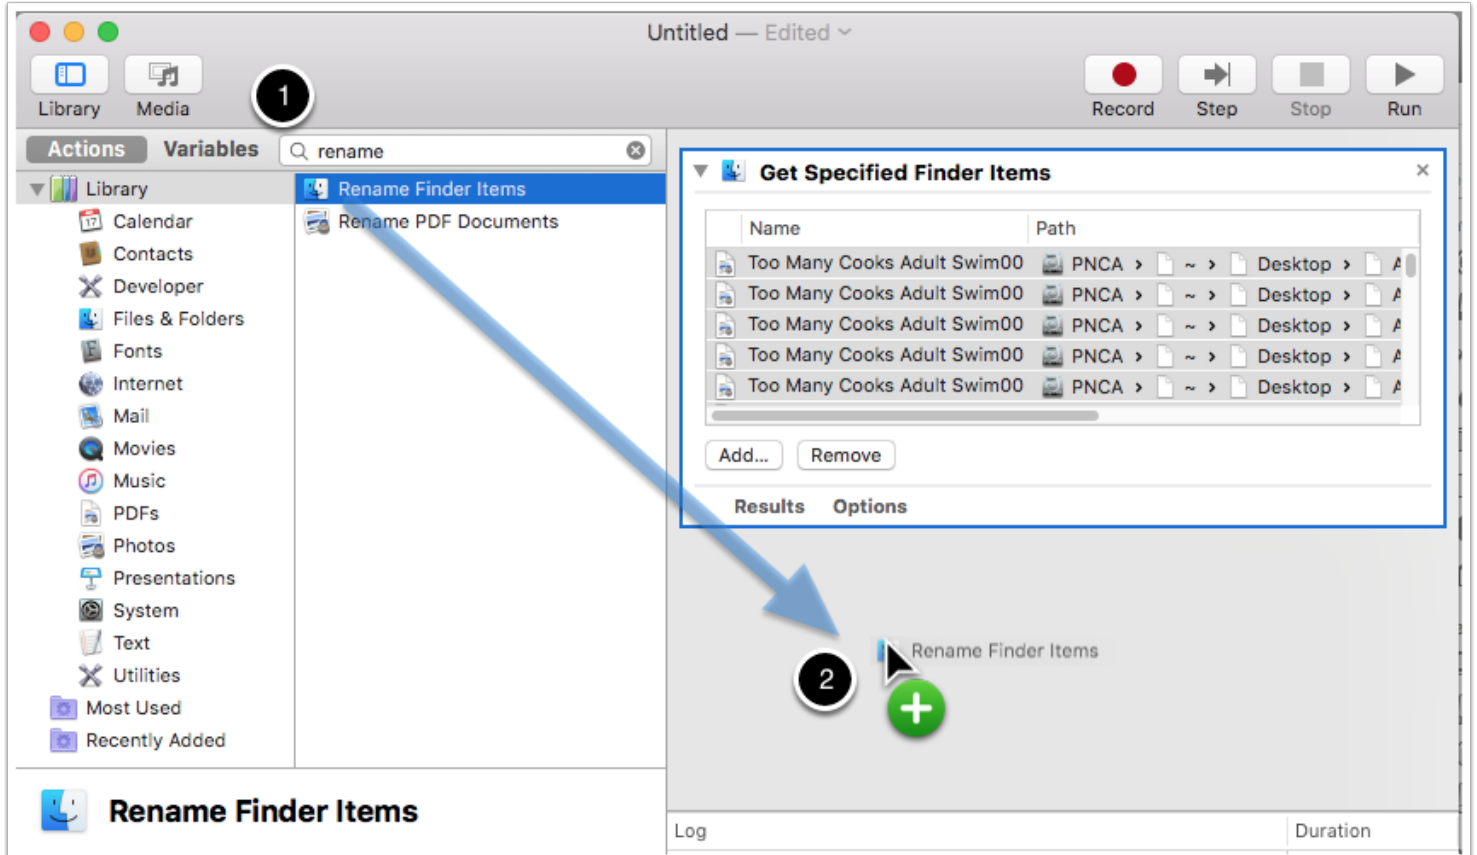 Untitled — Edited
Library
Media
1
Record
Step
Stop
Run
Actions
Variables
rename
Library
Calendar
17
Contacts
Developer
Files & Folders
Fonts
Internet
Mail
Movies
Music
PDFs
Photos
Presentations
System
Text
Utilities
Most Used
Recently Added
Rename Finder Items
Rename PDF Documents
Get Specified Finder Items
Name Path
Too Many Cooks Adult Swim00 PNCA › ~ › Desktop › A
Too Many Cooks Adult Swim00 PNCA › ~ › Desktop › A
Too Many Cooks Adult Swim00 PNCA › ~ › Desktop › A
Too Many Cooks Adult Swim00 PNCA › ~ › Desktop › A
Too Many Cooks Adult Swim00 PNCA › ~ › Desktop › A
Add... Remove
Results Options
Rename Finder Items
2
Rename Finder Items
Log Duration